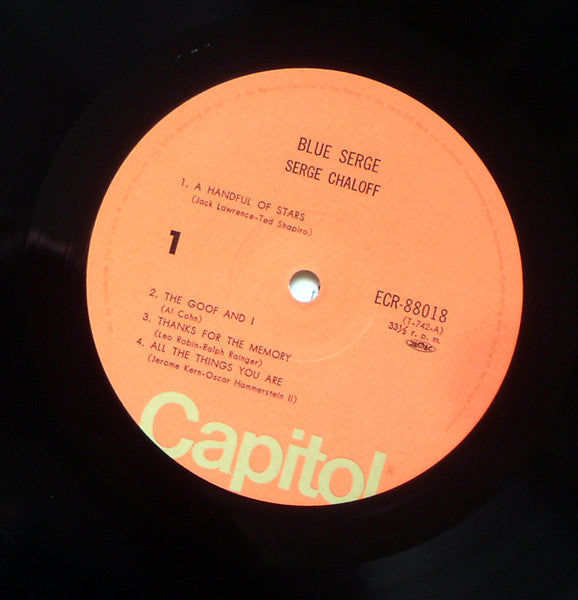 BLUE SERGE
SERGE CHALOFF
1. A HANDFUL OF STARS
(Jack Lawrence-Ted Shapiro)
1
ECR-88018
(T-742-A)
33⅓ r. p. m.
2. THE GOOF AND I
(Al Cohn)
3. THANKS FOR THE MEMORY
(Leo Robin-Ralph Rainger)
4. ALL THE THINGS YOU ARE
(Jerome Kern-Oscar Hammerstein II)
Capitol®